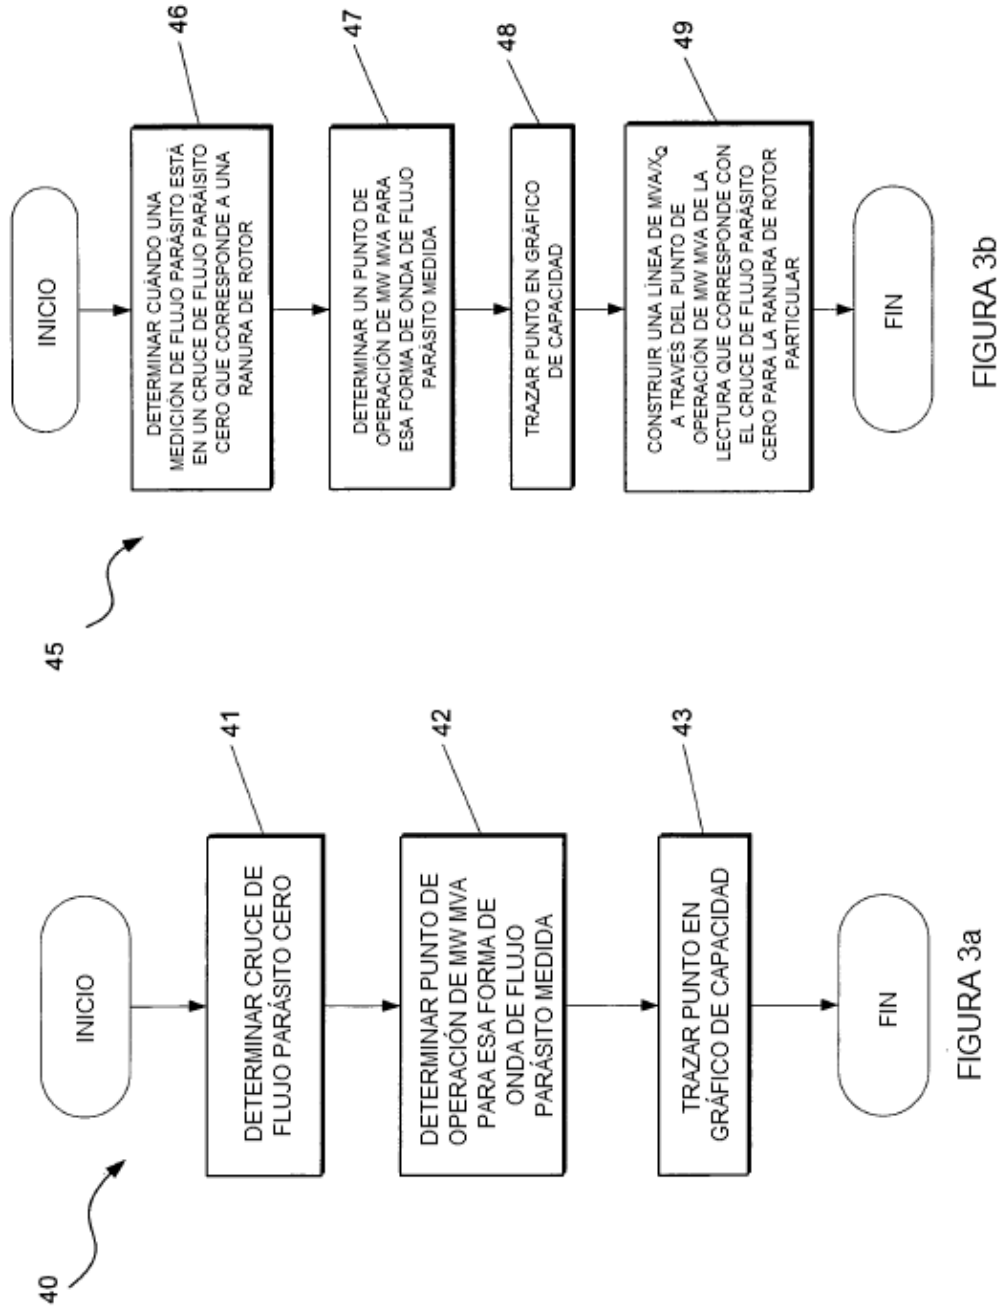 40
INICIO
DETERMINAR CRUCE DE
FLUJO PARÁSITO CERO
41
DETERMINAR PUNTO DE
OPERACIÓN DE MW MVA
PARA ESA FORMA DE
ONDA DE FLUJO
PARÁSITO MEDIDA
42
TRAZAR PUNTO EN
GRÁFICO DE CAPACIDAD
43
FIN
FIGURA 3a
45
INICIO
DETERMINAR CUÁNDO UNA
MEDICIÓN DE FLUJO PARÁSITO ESTÁ
EN UN CRUCE DE FLUJO PARÁISITO
CERO QUE CORRESPONDE A UNA
RANURA DE ROTOR
46
DETERMINAR UN PUNTO DE
OPERACIÓN DE MW MVA PARA
ESA FORMA DE ONDA DE FLUJO
PARÁSITO MEDIDA
47
TRAZAR PUNTO EN GRÁFICO
DE CAPACIDAD
48
CONSTRUIR UNA LÍNEA DE MVA/XQ
A TRAVÉS DEL PUNTO DE
OPERACIÓN DE MW MVA DE LA
LECTURA QUE CORRESPONDE CON
EL CRUCE DE FLUJO PARÁSITO
CERO PARA LA RANURA DE ROTOR
PARTICULAR
49
FIN
FIGURA 3b